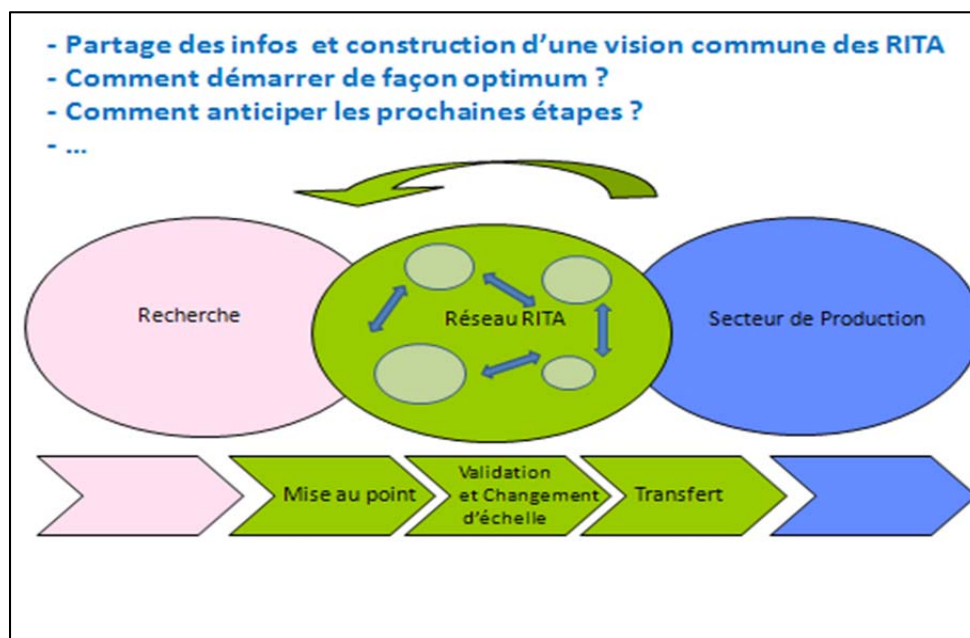 - Partage des infos et construction d'une vision commune des RITA
- Comment démarrer de façon optimum ?
- Comment anticiper les prochaines étapes ?
- ...
Recherche
Réseau RITA
Secteur de Production
Mise au point
Validation
et Changement
d'échelle
Transfert